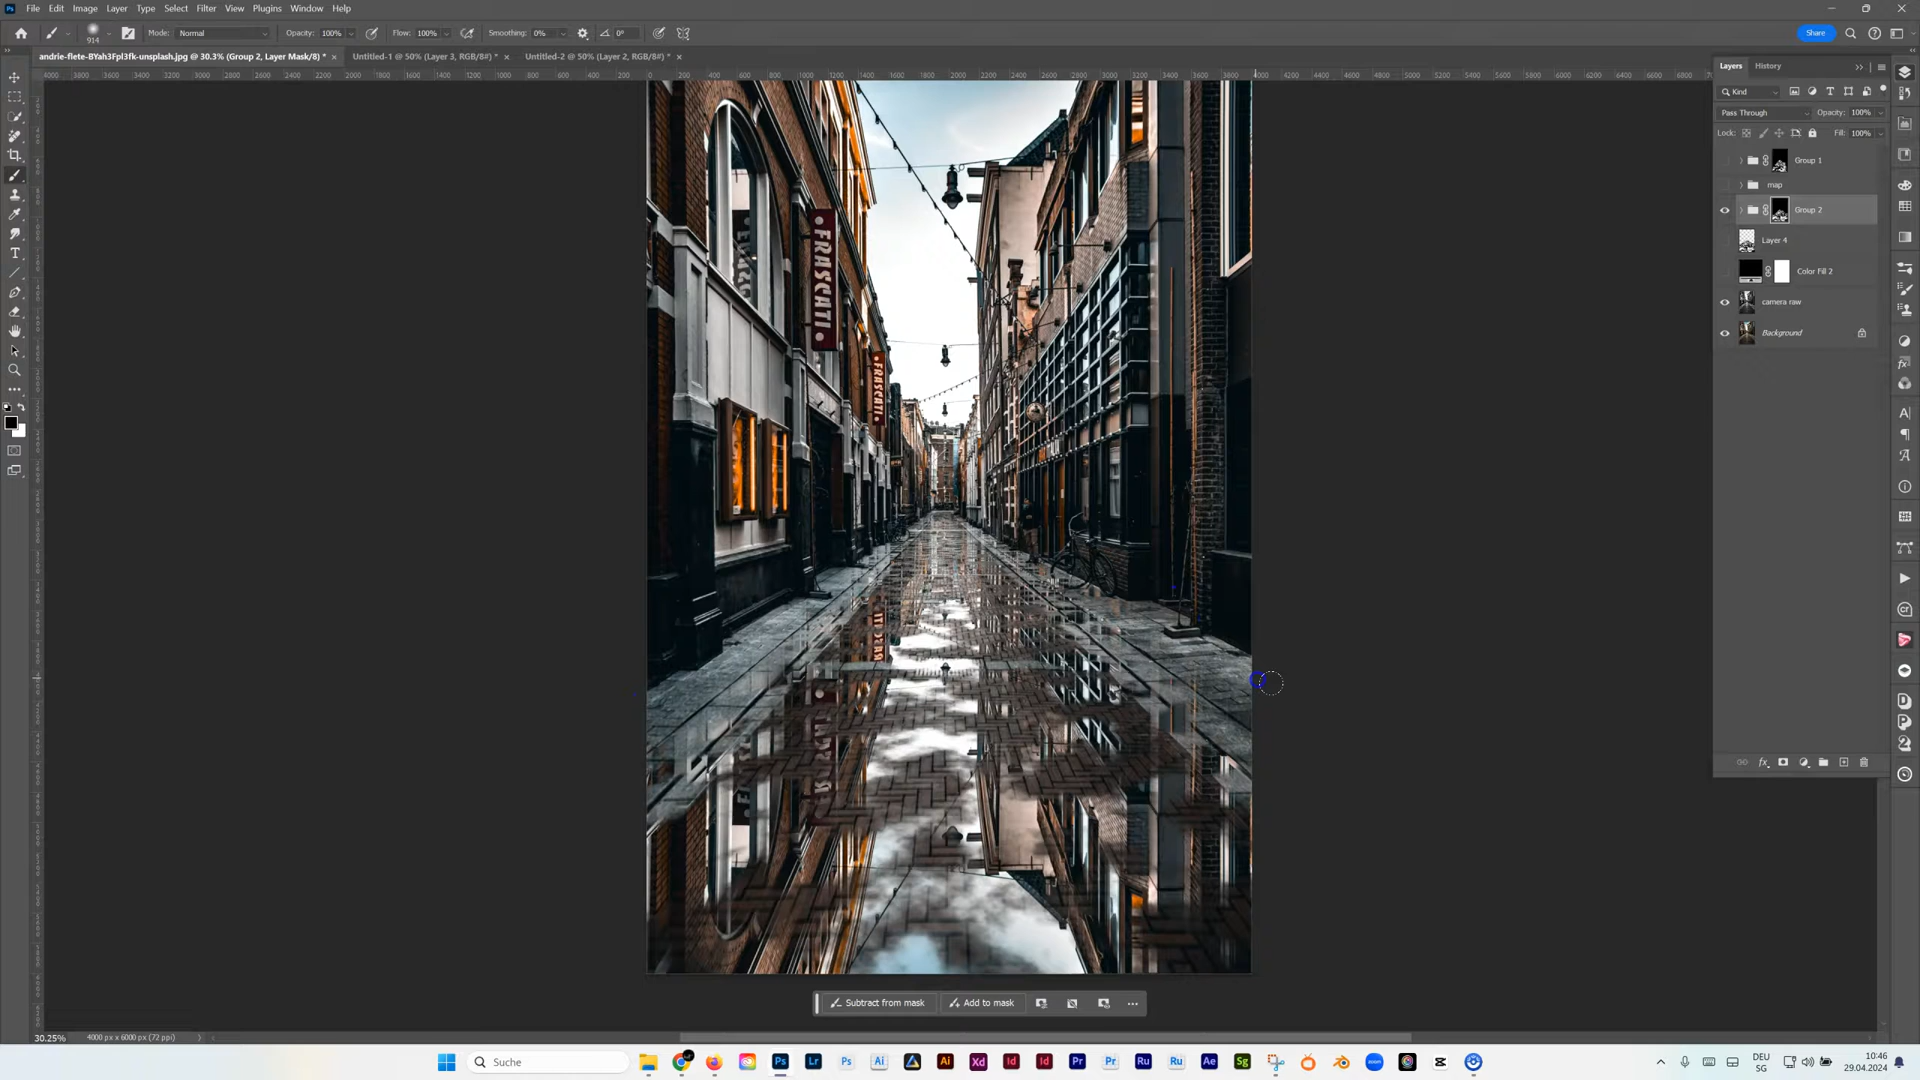 File Edit Image Layer Type Select Filter View Plugins Window Help
914 Mode: Normal Opacity: 100% Flow: 100% Smoothing: 0% 0° Share
andrie-flete-BYah3Fpl3fk-unsplash.jpg @ 30.3% (Group 2, Layer Mask/8) * × Untitled-1 @ 50% (Layer 3, RGB/8#) * × Untitled-2 @ 50% (Layer 2, RGB/8#) * ×
Layers History
Kind
Pass Through Opacity: 100%
Lock: Fill: 100%
Group 1
map
Group 2
Layer 4
Color Fill 2
camera raw
Background
FRASCATI
FRASCATI
Subtract from mask Add to mask
30.25% 4000 px x 6000 px (72 ppi)
Suche
DEU
SG
10:46
29.04.2024